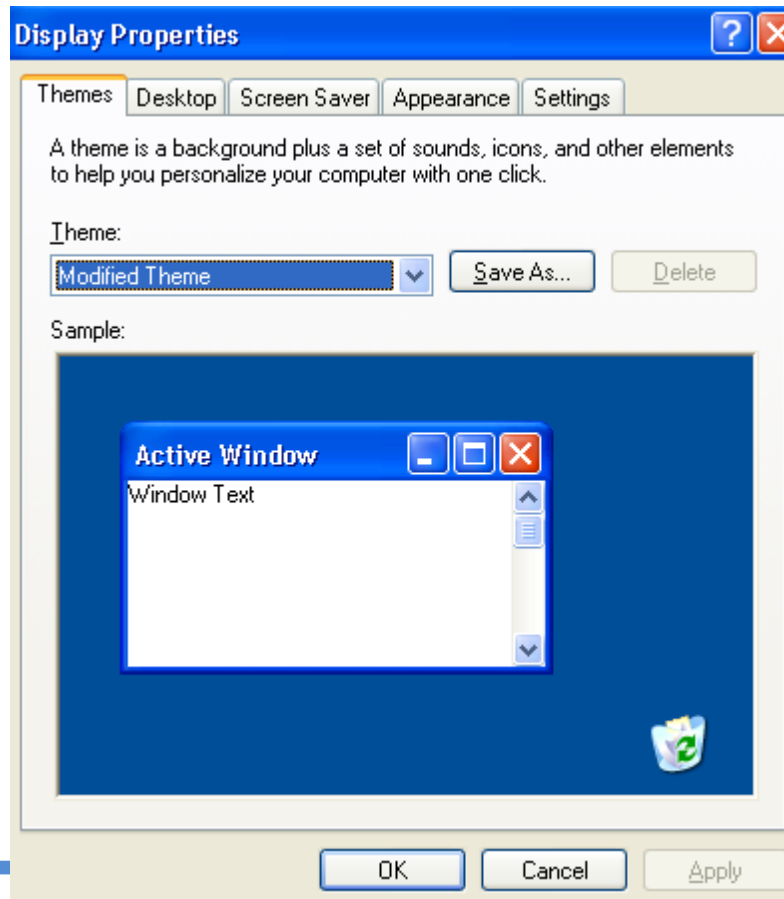 Display Properties
Themes Desktop Screen Saver Appearance Settings
A theme is a background plus a set of sounds, icons, and other elements
to help you personalize your computer with one click.
Theme:
Modified Theme Save As... Delete
Sample:
Active Window
Window Text
OK Cancel Apply